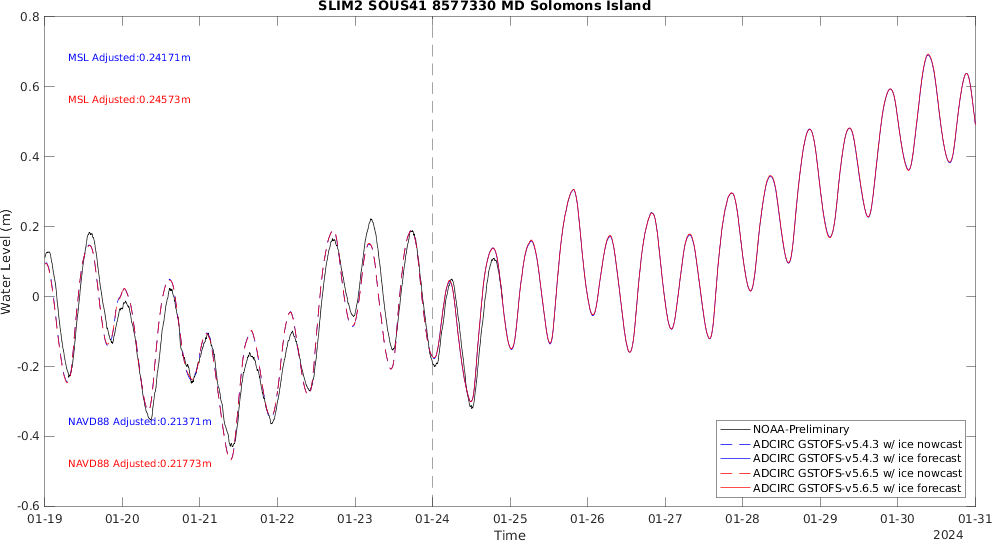 SLIM2 SOUS41 8577330 MD Solomons Island
0.8
0.6
0.4
0.2
0
-0.2
-0.4
-0.6
Water Level (m)
MSL Adjusted:0.24171m
MSL Adjusted:0.24573m
NAVD88 Adjusted:0.21371m
NAVD88 Adjusted:0.21773m
NOAA-Preliminary
ADCIRC GSTOFS-v5.4.3 w/ ice nowcast
ADCIRC GSTOFS-v5.4.3 w/ ice forecast
ADCIRC GSTOFS-v5.6.5 w/ ice nowcast
ADCIRC GSTOFS-v5.6.5 w/ ice forecast
01-19 01-20 01-21 01-22 01-23 01-24 01-25 01-26 01-27 01-28 01-29 01-30 01-31
Time
2024